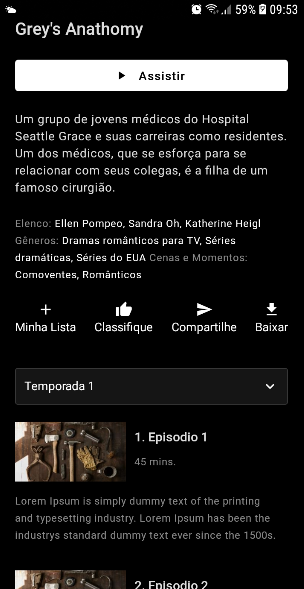 59% 09:53
Grey's Anathomy
Assistir
Um grupo de jovens médicos do Hospital
Seattle Grace e suas carreiras como residentes.
Um dos médicos, que se esforça para se
relacionar com seus colegas, é a filha de um
famoso cirurgião.
Elenco: Ellen Pompeo, Sandra Oh, Katherine Heigl
Gêneros: Dramas românticos para TV, Séries
dramáticas, Séries do EUA Cenas e Momentos:
Comoventes, Românticos
Minha Lista Classifique Compartilhe Baixar
Temporada 1
1. Episodio 1
45 mins.
Lorem Ipsum is simply dummy text of the printing
and typesetting industry. Lorem Ipsum has been the
industrys standard dummy text ever since the 1500s.
2. Episodio 2